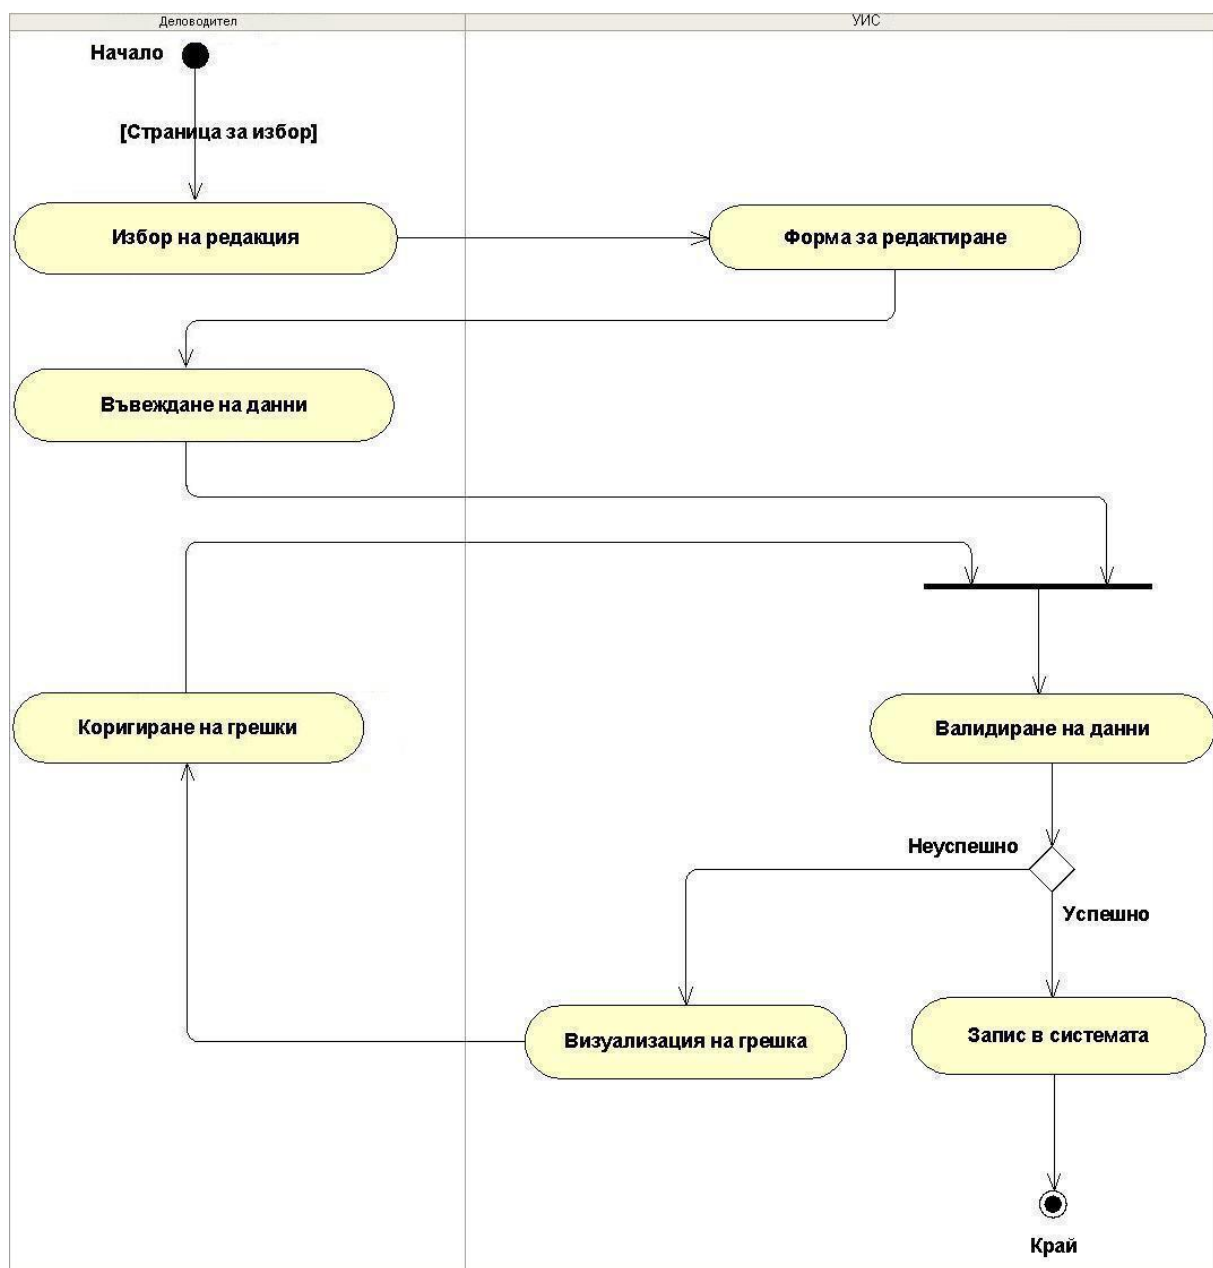 Деловодител
УИС
Начало
[Страница за избор]
Избор на редакция
Форма за редактиране
Въвеждане на данни
Коригиране на грешки
Валидиране на данни
Неуспешно
Успешно
Визуализация на грешка
Запис в системата
Край